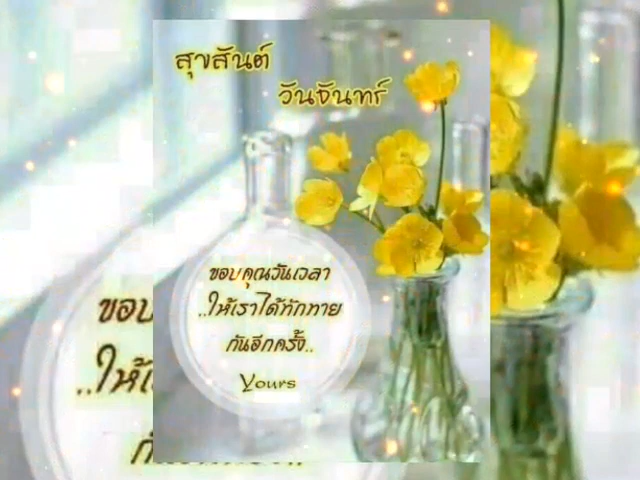 สุขสันต์
วันจันทร์
ขอบคุณวันเวลา
..ให้เราได้ทักทาย
กันอีกครั้ง..
Yours